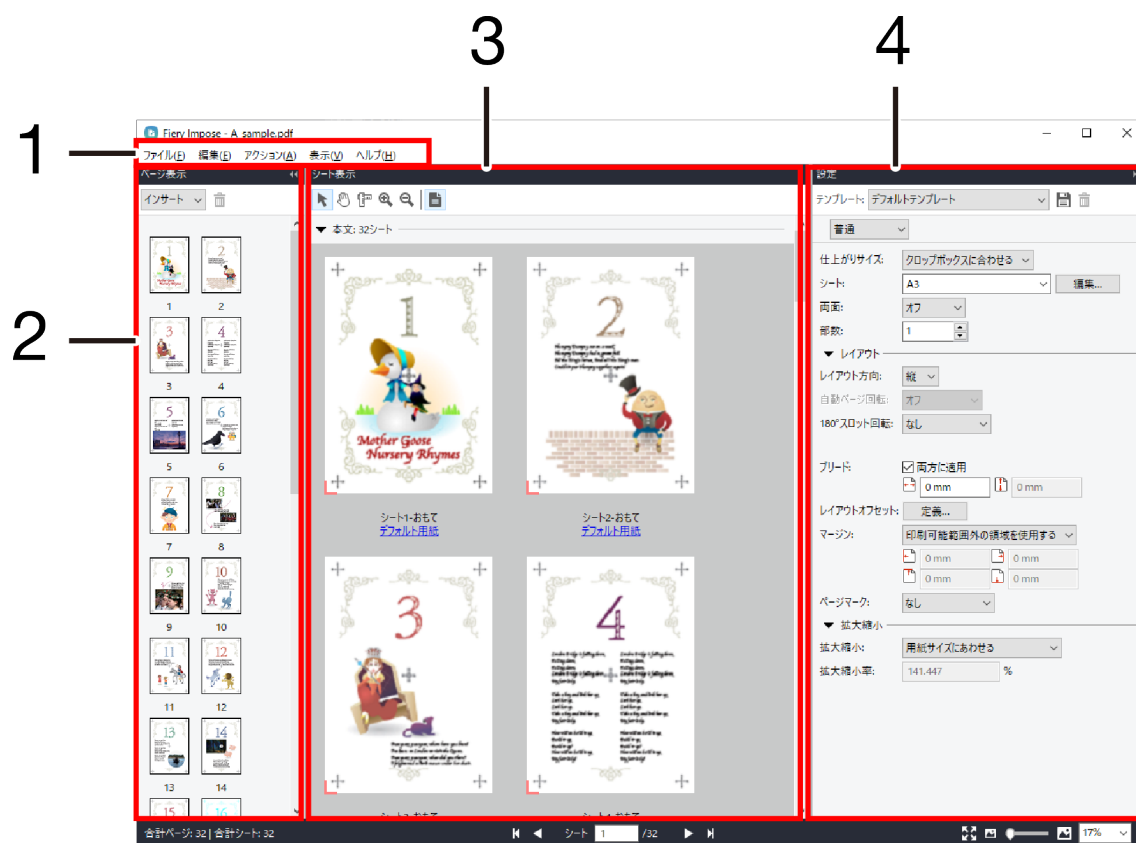 3
4
1
2
Fiery Impose - A_sample.pdf
ファイル(F) 編集(E) アクション(A) 表示(V) ヘルプ(H)
ページ表示
インサート
1
2
3
4
5
6
7
8
9
10
11
12
13
14
15
16
シート表示
本文: 32シート
1
Mother Goose
Nursery Rhymes
シート1-おもて
デフォルト用紙
2
シート2-おもて
デフォルト用紙
3
4
設定
テンプレート: デフォルトテンプレート
普通
仕上がりサイズ: クロップボックスに合わせる
シート: A3 編集...
両面: オフ
部数: 1
レイアウト
レイアウト方向: 縦
自動ページ回転: オフ
180°スロット回転: なし
ブリード: 両方に適用
0 mm 0 mm
レイアウトオフセット: 定義...
マージン: 印刷可能範囲外の領域を使用する
0 mm 0 mm
0 mm 0 mm
ページマーク: なし
拡大縮小
拡大縮小: 用紙サイズにあわせる
拡大縮小率: 141.447 %
合計ページ: 32 | 合計シート: 32
シート 1 /32
17%